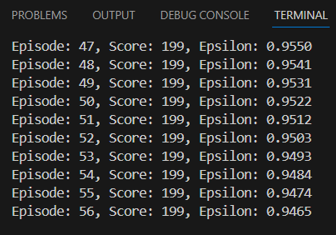 PROBLEMS OUTPUT DEBUG CONSOLE TERMINAL
Episode: 47, Score: 199, Epsilon: 0.9550
Episode: 48, Score: 199, Epsilon: 0.9541
Episode: 49, Score: 199, Epsilon: 0.9531
Episode: 50, Score: 199, Epsilon: 0.9522
Episode: 51, Score: 199, Epsilon: 0.9512
Episode: 52, Score: 199, Epsilon: 0.9503
Episode: 53, Score: 199, Epsilon: 0.9493
Episode: 54, Score: 199, Epsilon: 0.9484
Episode: 55, Score: 199, Epsilon: 0.9474
Episode: 56, Score: 199, Epsilon: 0.9465